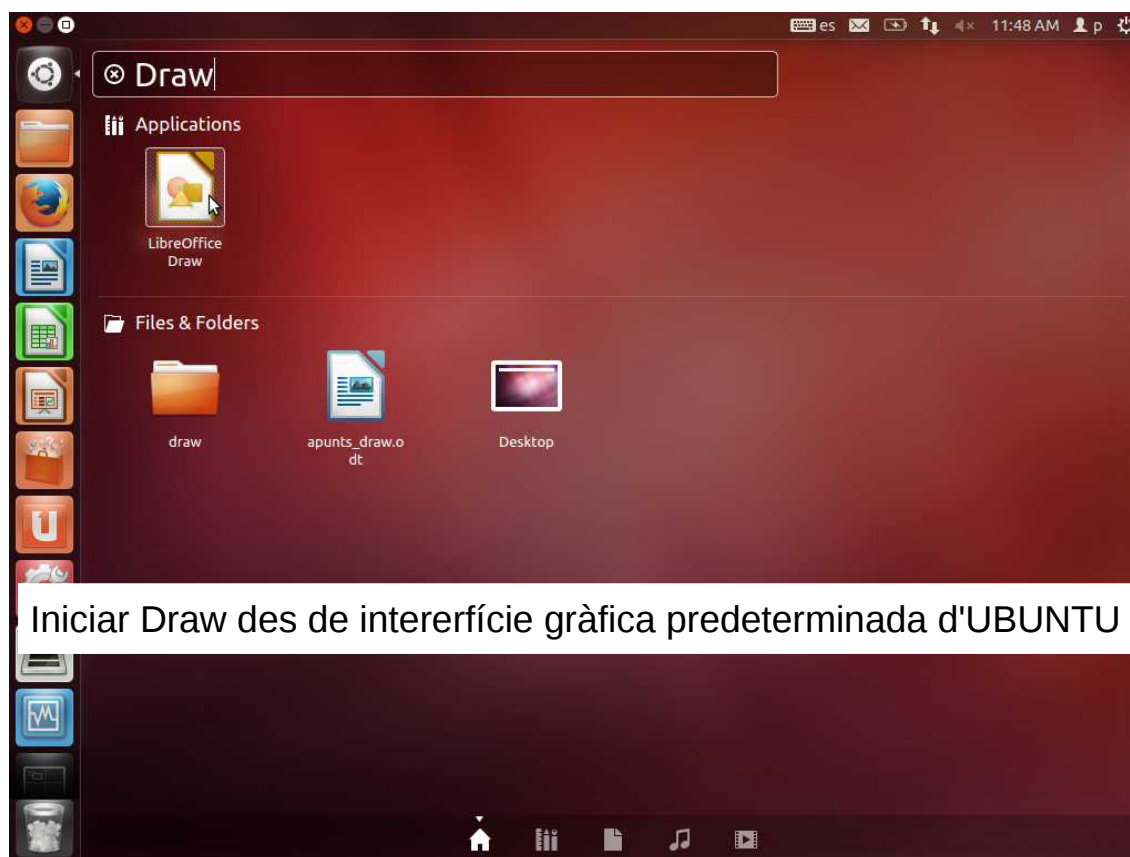 es 11:48 AM p
Draw
Applications
LibreOffice
Draw
Files & Folders
draw
apunts_draw.o
dt
Desktop
Iniciar Draw des de intererfície gràfica predeterminada d'UBUNTU